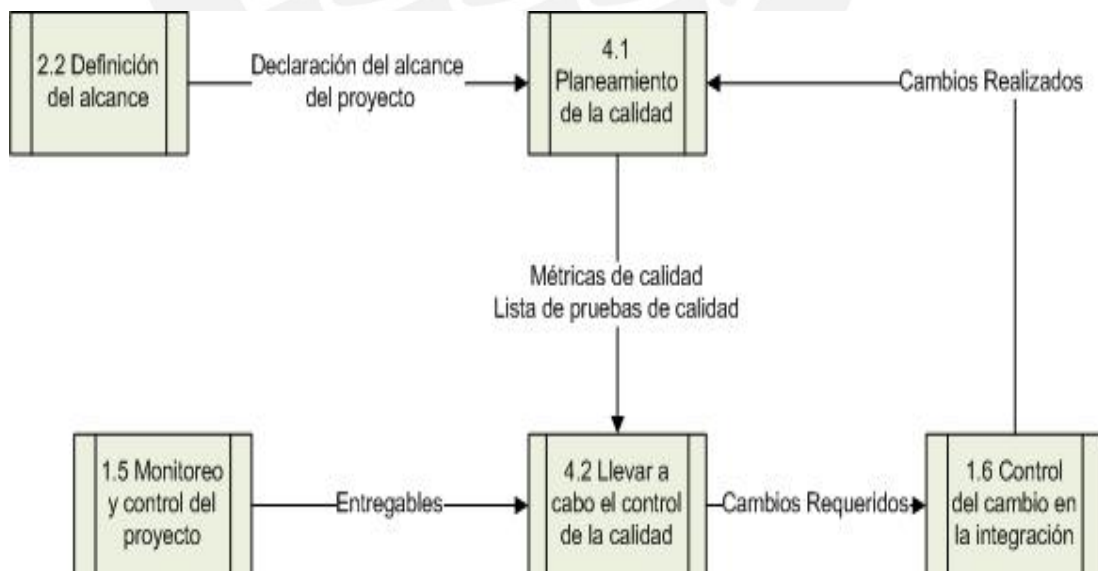 2.2 Definición
del alcance
Declaración del alcance
del proyecto
4.1
Planeamiento
de la calidad
Cambios Realizados
Métricas de calidad
Lista de pruebas de calidad
1.5 Monitoreo
y control del
proyecto
Entregables
4.2 Llevar a
cabo el control
de la calidad
Cambios Requeridos
1.6 Control
del cambio en
la integración